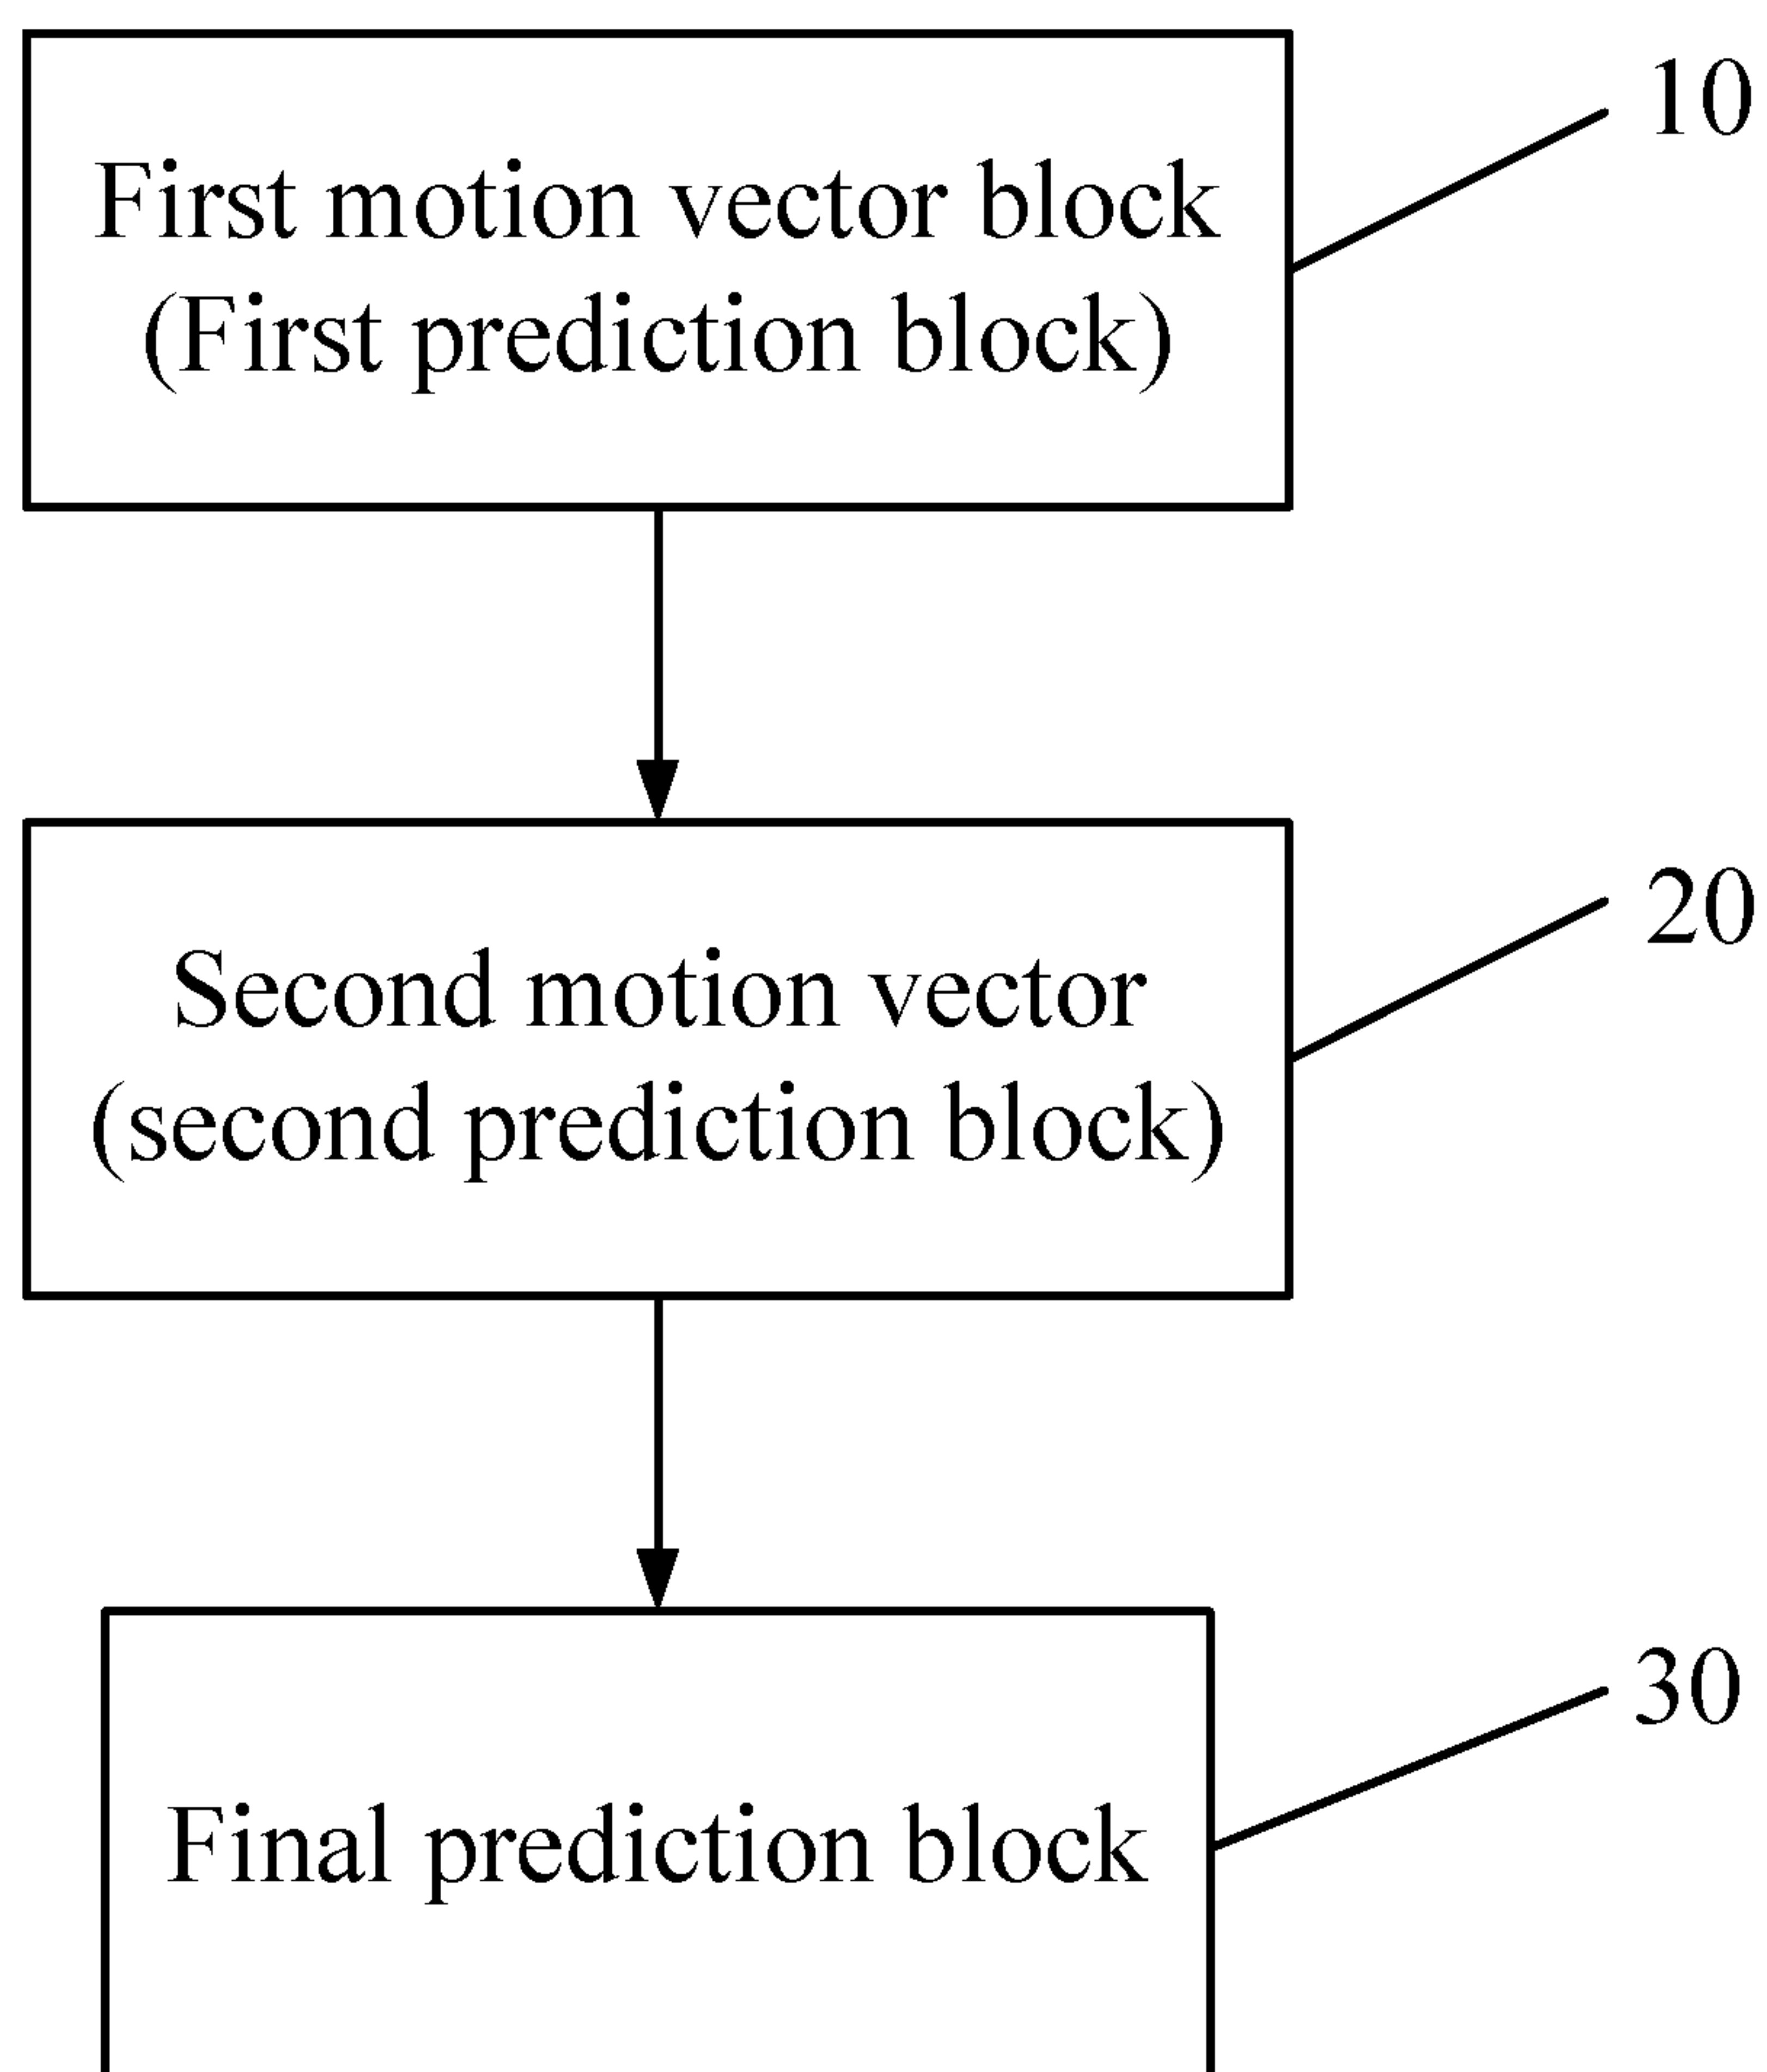 10
First motion vector block
(First prediction block)
20
Second motion vector
(second prediction block)
30
Final prediction block